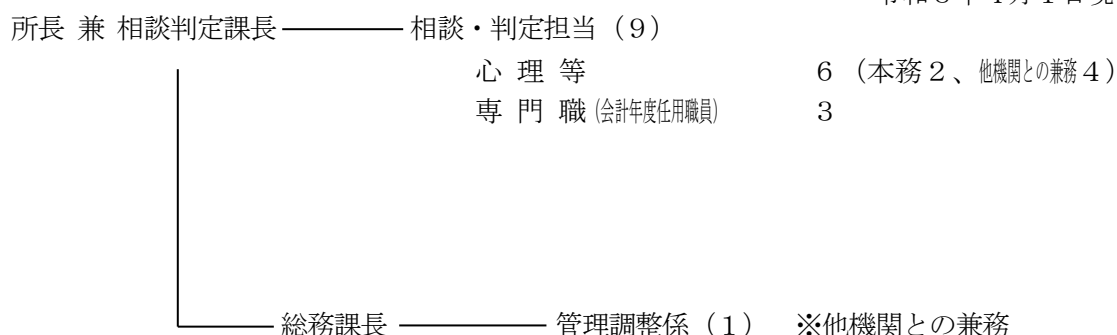 所長 兼 相談判定課長 相談・判定担当（９）
心 理 等 ６（本務２、他機関との兼務４）
専 門 職（会計年度任用職員） ３
総務課長 管理調整係（１） ※他機関との兼務